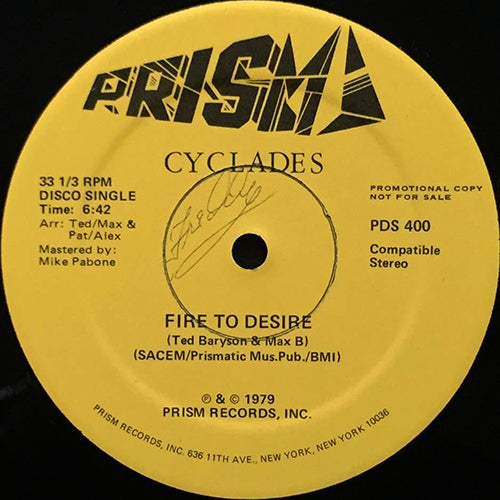 PRISM
CYCLADES
33 1/3 RPM
DISCO SINGLE
Time: 6:42
Arr: Ted/Max &
Pat/Alex
Mastered by:
Mike Pabone
Freddy
PROMOTIONAL COPY
NOT FOR SALE
PDS 400
Compatible
Stereo
FIRE TO DESIRE
(Ted Baryson & Max B)
(SACEM/Prismatic Mus.Pub./BMI)
℗ & © 1979
PRISM RECORDS, INC.
PRISM RECORDS, INC. 636 11TH AVE., NEW YORK, NEW YORK 10036